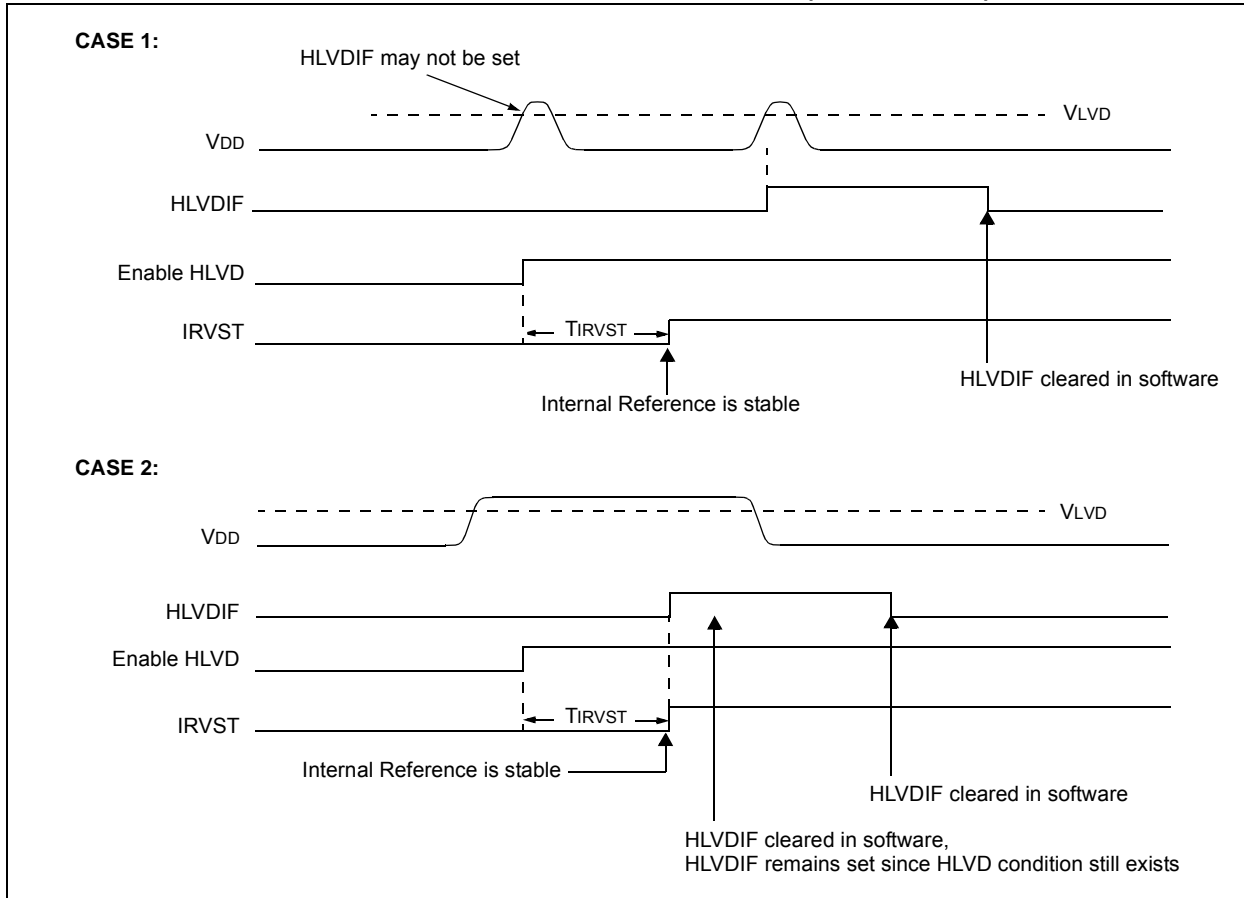 CASE 1:
HLVDIF may not be set
VLVD
VDD
HLVDIF
Enable HLVD
TIRVST
IRVST
HLVDIF cleared in software
Internal Reference is stable
CASE 2:
VLVD
VDD
HLVDIF
Enable HLVD
TIRVST
IRVST
Internal Reference is stable
HLVDIF cleared in software
HLVDIF cleared in software,
HLVDIF remains set since HLVD condition still exists